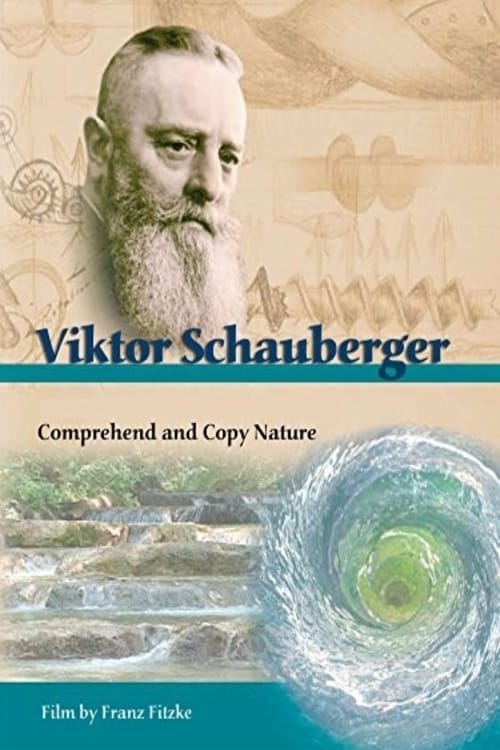 Viktor Schauberger
Comprehend and Copy Nature
Film by Franz Fitzke